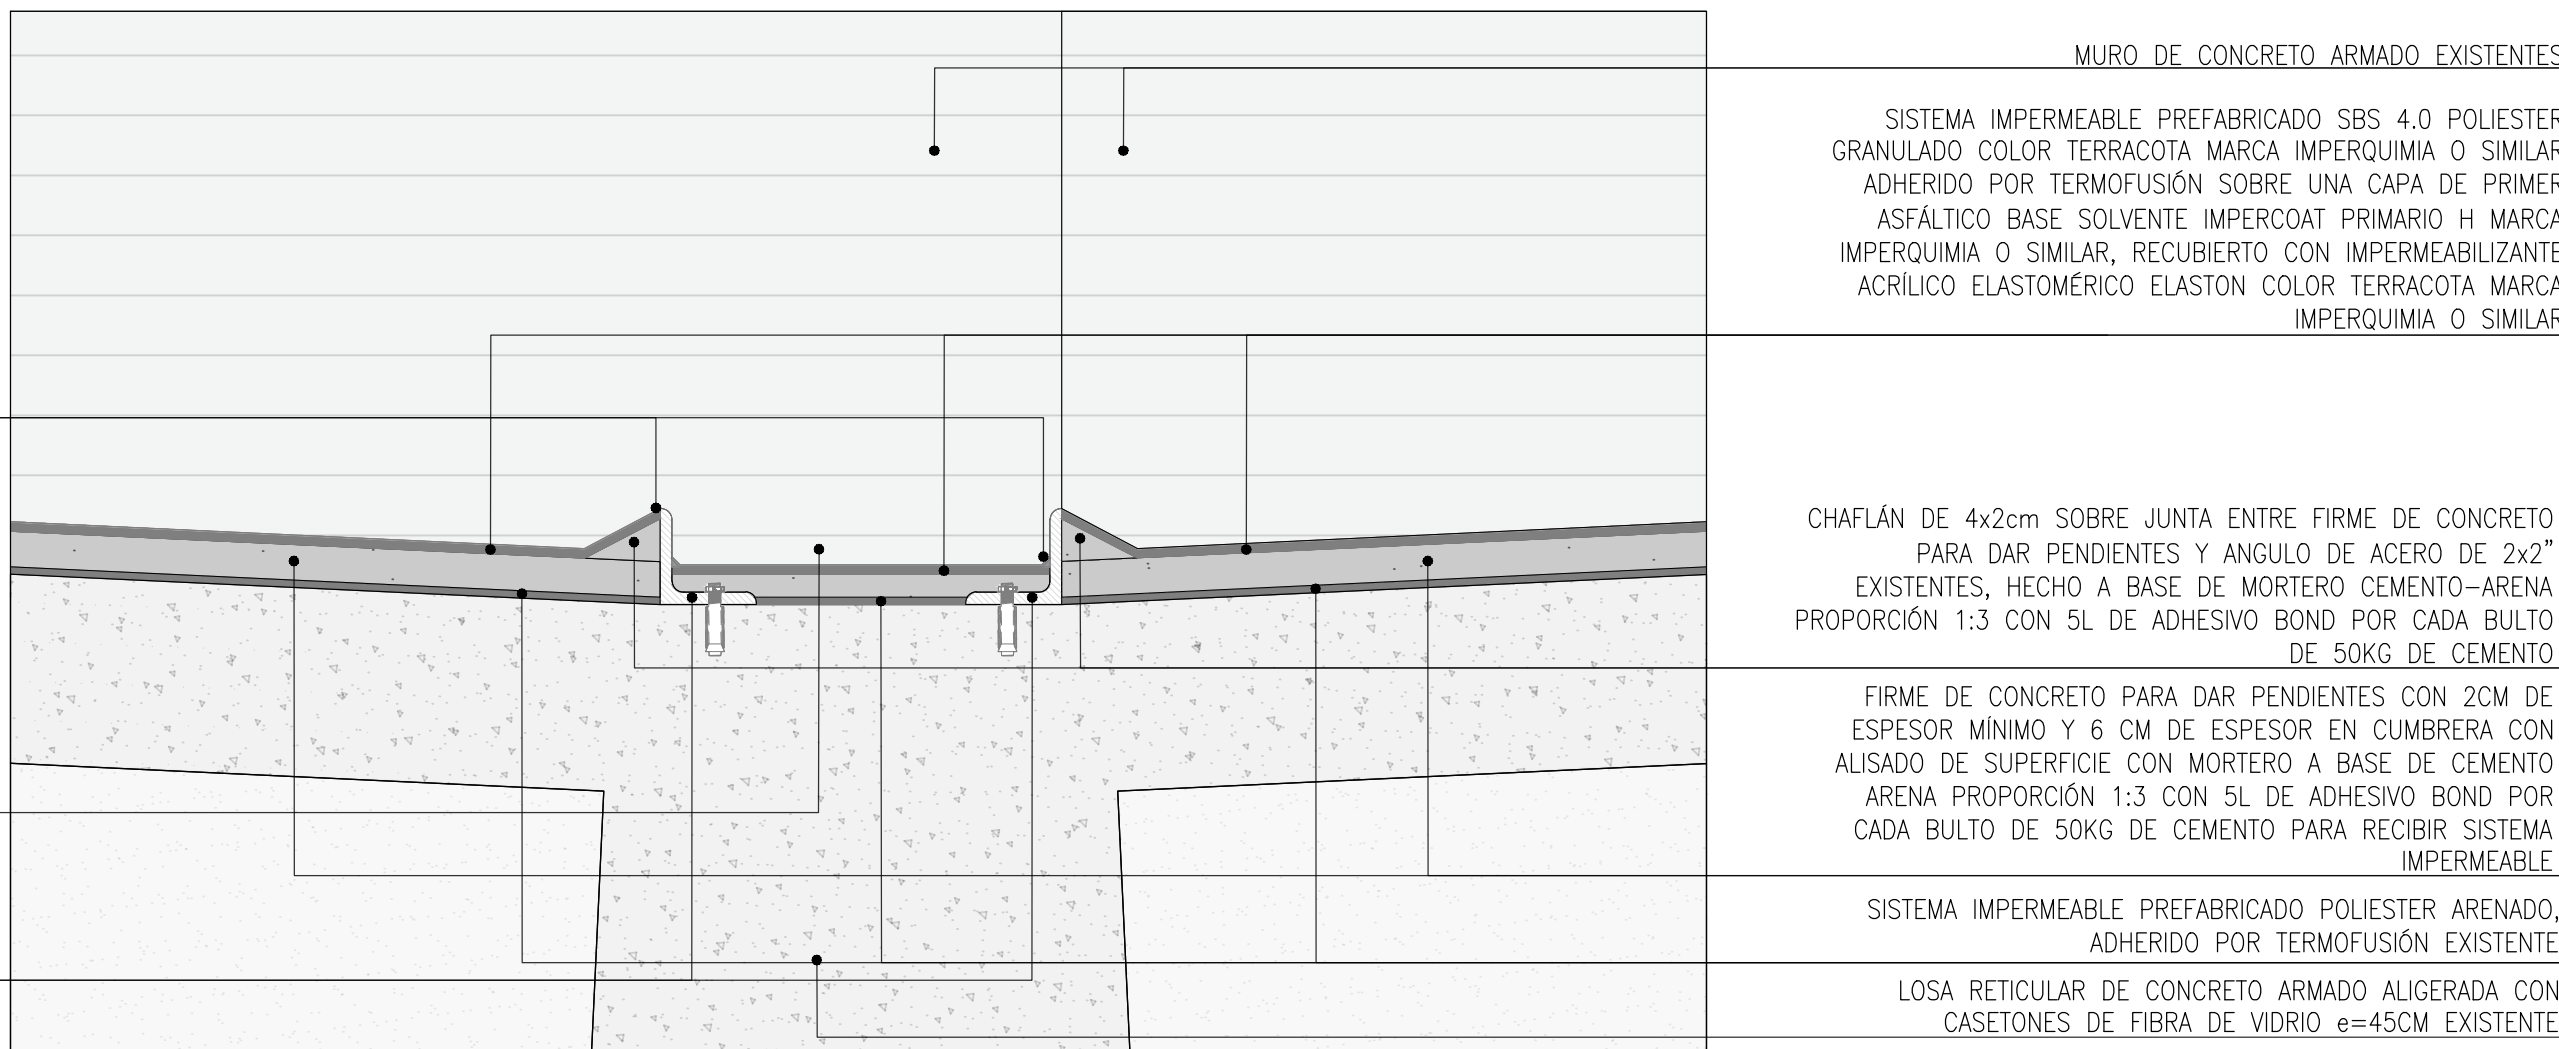 MURO DE CONCRETO ARMADO EXISTENTES
SISTEMA IMPERMEABLE PREFABRICADO SBS 4.0 POLIESTER
GRANULADO COLOR TERRACOTA MARCA IMPERQUIMIA O SIMILAR
ADHERIDO POR TERMOFUSIÓN SOBRE UNA CAPA DE PRIMER
ASFÁLTICO BASE SOLVENTE IMPERCOAT PRIMARIO H MARCA
IMPERQUIMIA O SIMILAR, RECUBIERTO CON IMPERMEABILIZANTE
ACRÍLICO ELASTOMÉRICO ELASTON COLOR TERRACOTA MARCA
IMPERQUIMIA O SIMILAR
CHAFLÁN DE 4x2cm SOBRE JUNTA ENTRE FIRME DE CONCRETO
PARA DAR PENDIENTES Y ANGULO DE ACERO DE 2x2”
EXISTENTES, HECHO A BASE DE MORTERO CEMENTO-ARENA
PROPORCIÓN 1:3 CON 5L DE ADHESIVO BOND POR CADA BULTO
DE 50KG DE CEMENTO
FIRME DE CONCRETO PARA DAR PENDIENTES CON 2CM DE
ESPESOR MÍNIMO Y 6 CM DE ESPESOR EN CUMBRERA CON
ALISADO DE SUPERFICIE CON MORTERO A BASE DE CEMENTO
ARENA PROPORCIÓN 1:3 CON 5L DE ADHESIVO BOND POR
CADA BULTO DE 50KG DE CEMENTO PARA RECIBIR SISTEMA
IMPERMEABLE
SISTEMA IMPERMEABLE PREFABRICADO POLIESTER ARENADO,
ADHERIDO POR TERMOFUSIÓN EXISTENTE
LOSA RETICULAR DE CONCRETO ARMADO ALIGERADA CON
CASETONES DE FIBRA DE VIDRIO e=45CM EXISTENTE